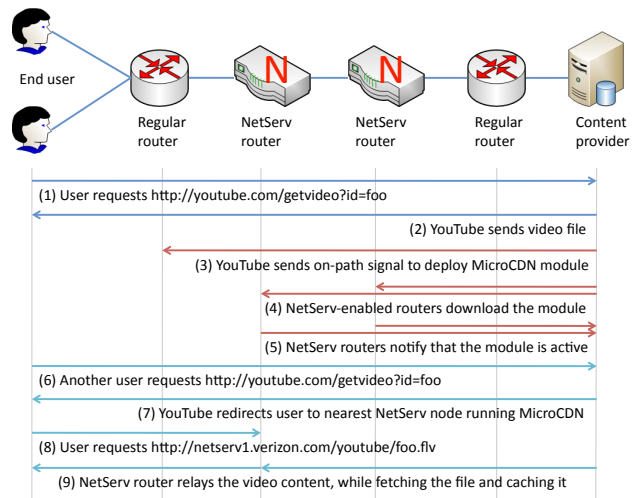 End user
N
N
Regular
router
NetServ
router
NetServ
router
Regular
router
Content
provider
(1) User requests http://youtube.com/getvideo?id=foo
(2) YouTube sends video file
(3) YouTube sends on-path signal to deploy MicroCDN module
(4) NetServ-enabled routers download the module
(5) NetServ routers notify that the module is active
(6) Another user requests http://youtube.com/getvideo?id=foo
(7) YouTube redirects user to nearest NetServ node running MicroCDN
(8) User requests http://netserv1.verizon.com/youtube/foo.flv
(9) NetServ router relays the video content, while fetching the file and caching it